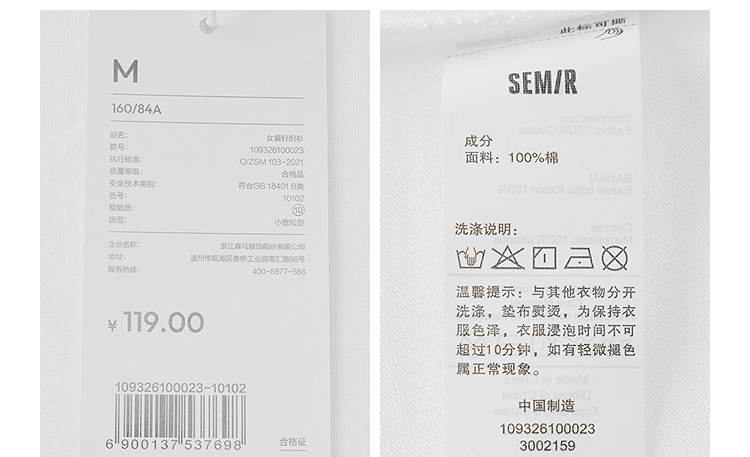 M
160/84A
品名: 女装针织衫
款号: 109326100023
执行标准: Q/ZSM 103-2021
质量等级: 合格品
安全技术类别: 符合GB 18401 B类
色号: 10102
检验员: 10
版型: 小宽松型
企业名称: 浙江森马服饰股份有限公司
地址: 温州市瓯海区娄桥工业园南汇路98号
服务热线: 400-8877-588
¥ 119.00
109326100023-10102
6 900137 537698
合格证
此标可撕
SEMIR
成分
面料: 100%棉
洗涤说明:
温馨提示: 与其他衣物分开
洗涤, 垫布熨烫, 为保持衣
服色泽, 衣服浸泡时间不可
超过10分钟, 如有轻微褪色
属正常现象。
中国制造
109326100023
3002159
Composition
Fabric: 100% Cotton
BAHAN
Bahan baju: Katun 100%
Состав
Made in China